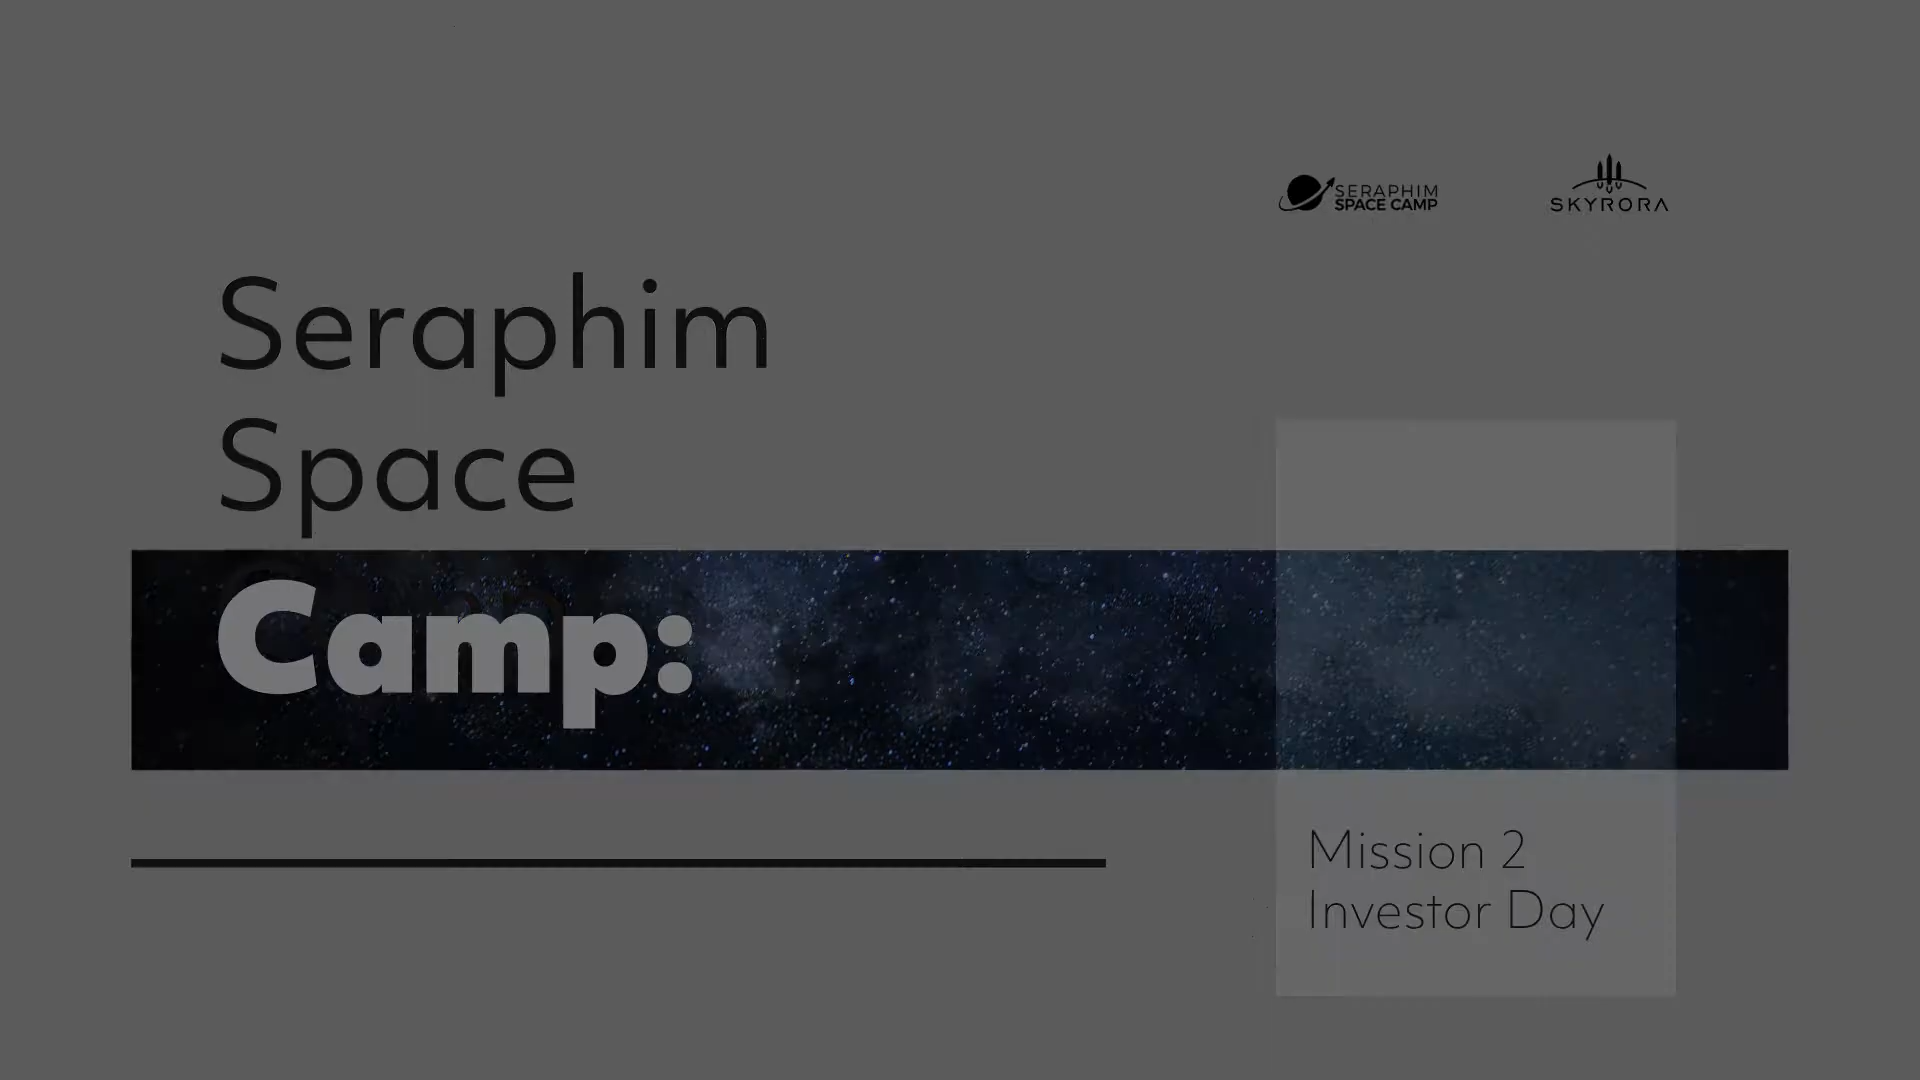 SERAPHIM
SPACE CAMP
SKYRORA
Seraphim
Space
Camp:
Mission 2
Investor Day